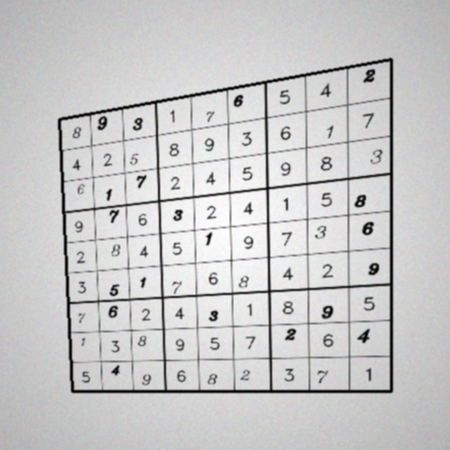 8 9 3 1 7 6 5 4 2
4 2 5 8 9 3 6 1 7
6 1 7 2 4 5 9 8 3
9 7 6 3 2 4 1 5 8
2 8 4 5 1 9 7 3 6
3 5 1 7 6 8 4 2 9
7 6 2 4 3 1 8 9 5
1 3 8 9 5 7 2 6 4
5 4 9 6 8 2 3 7 1